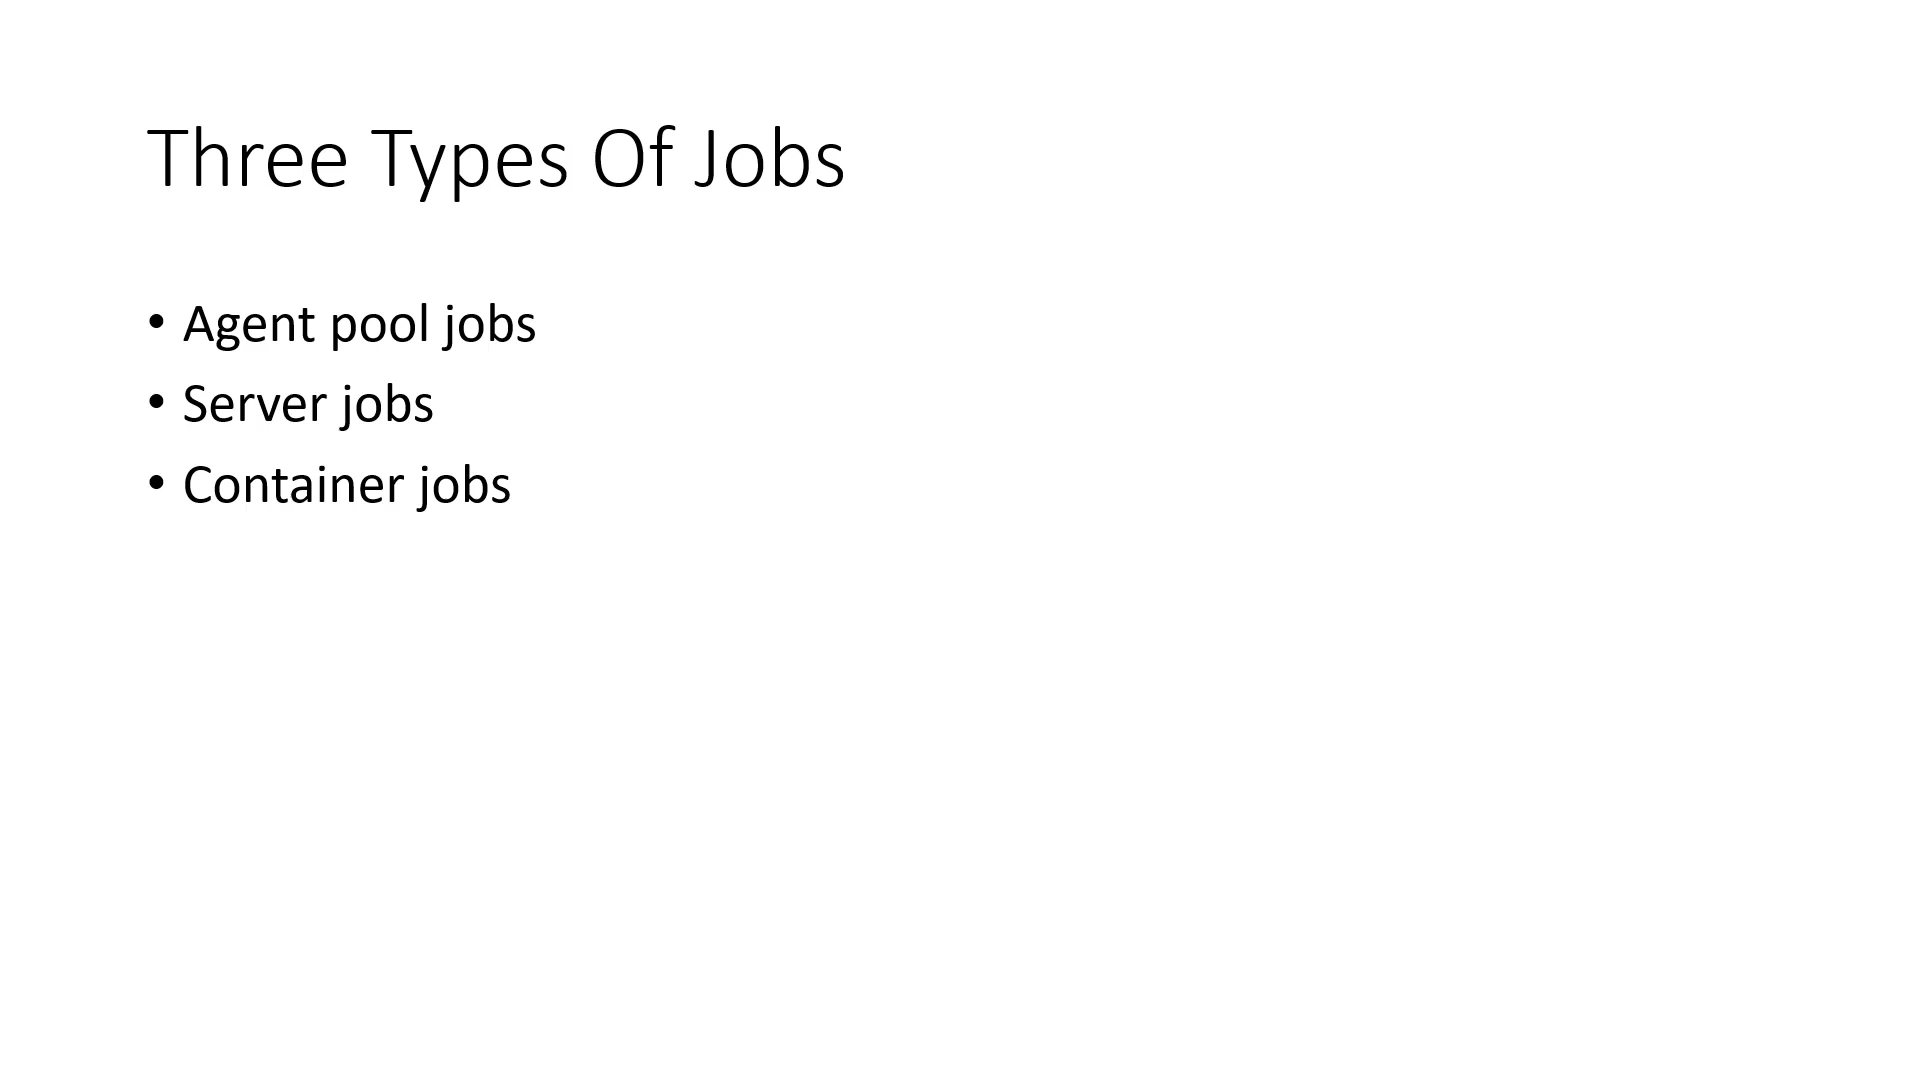 Three Types Of Jobs
• Agent pool jobs
• Server jobs
• Container jobs